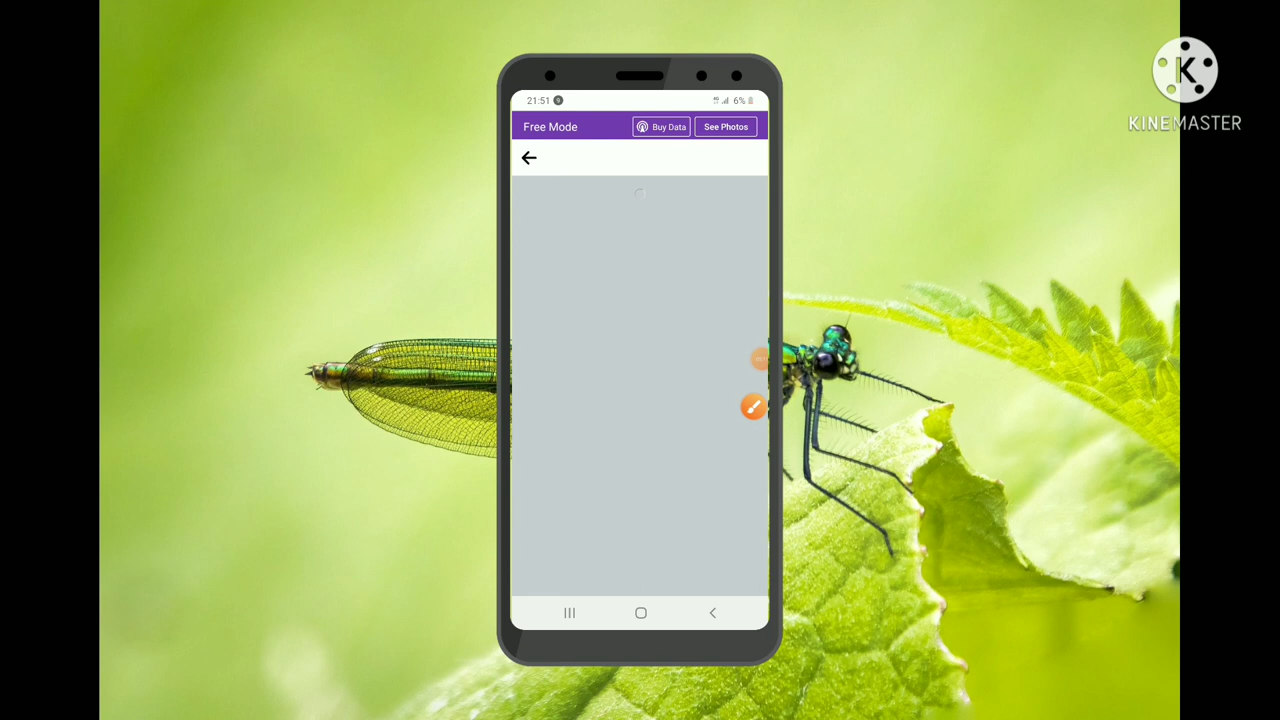 21:51
6%
Free Mode
Buy Data
See Photos
K
KINEMASTER